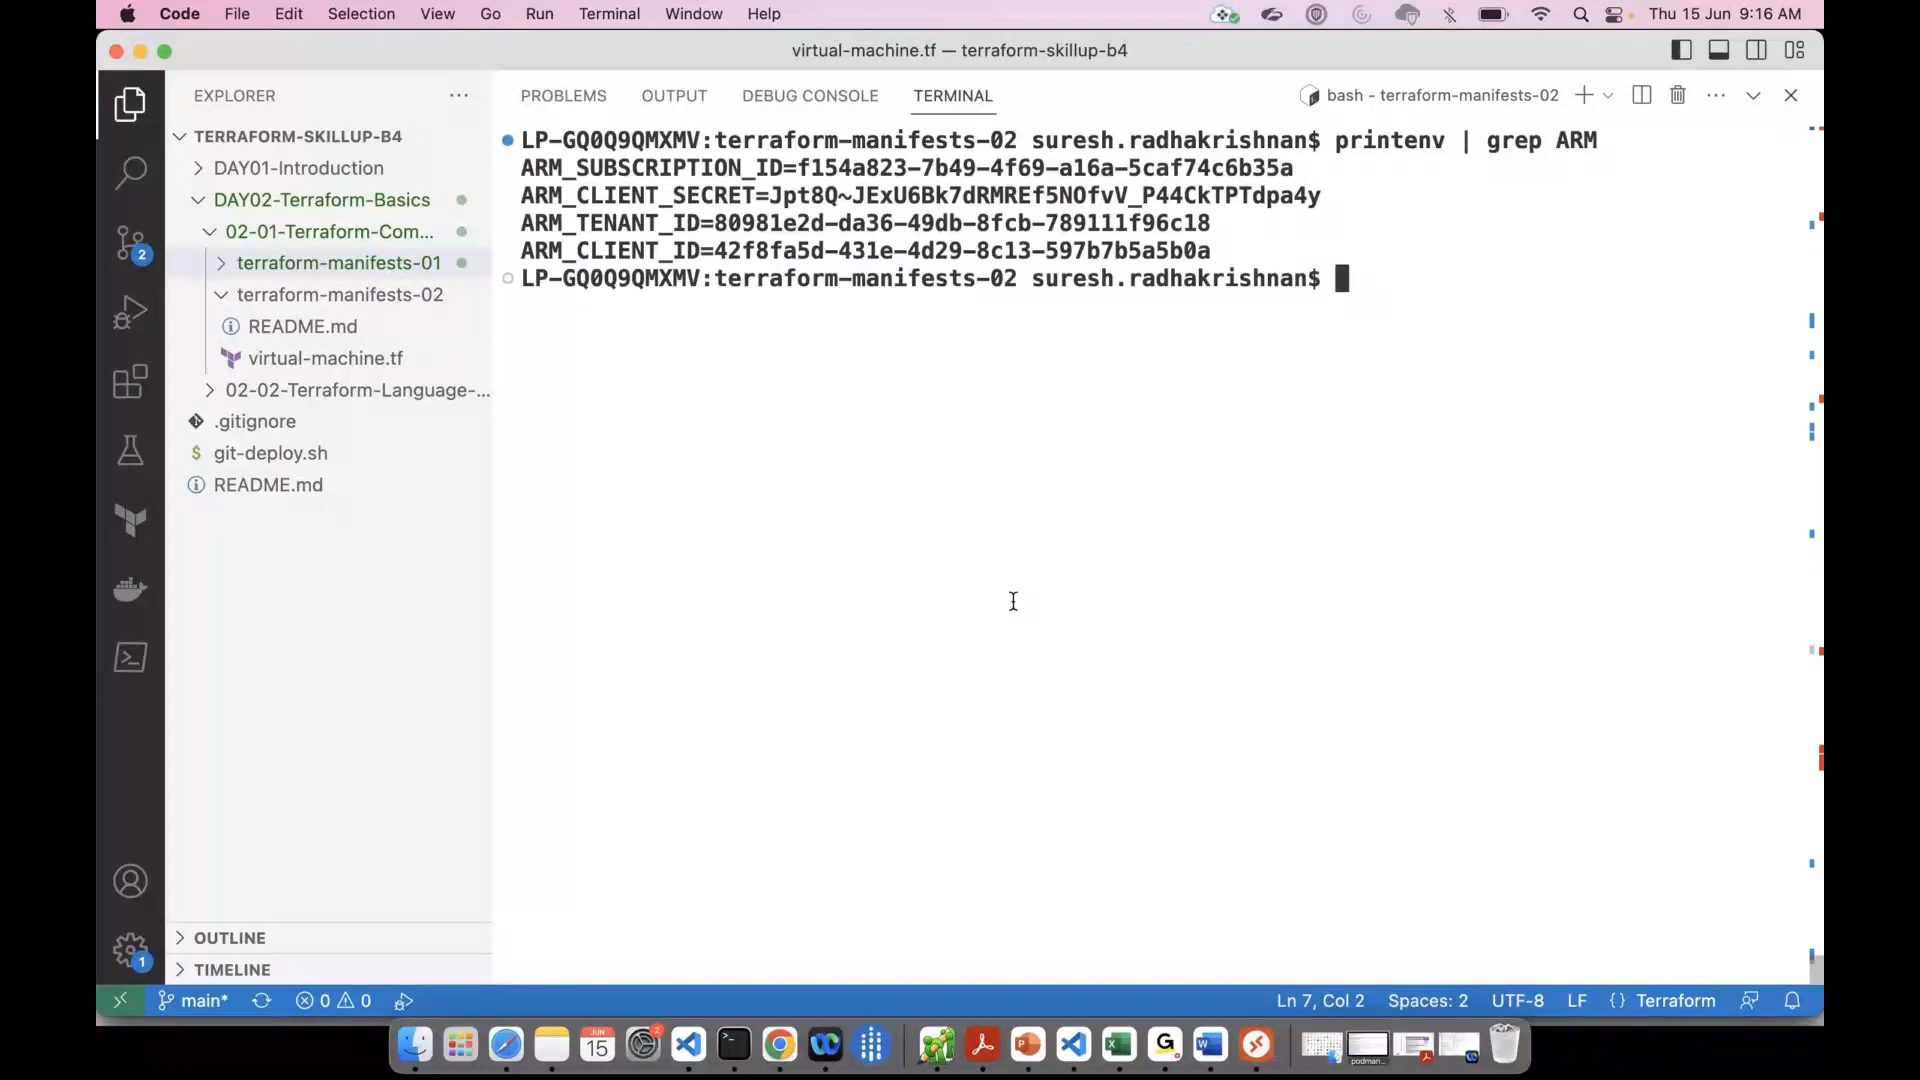 Code File Edit Selection View Go Run Terminal Window Help Thu 15 Jun 9:16 AM
virtual-machine.tf — terraform-skillup-b4
EXPLORER
PROBLEMS OUTPUT DEBUG CONSOLE TERMINAL bash - terraform-manifests-02
TERRAFORM-SKILLUP-B4
DAY01-Introduction
DAY02-Terraform-Basics
02-01-Terraform-Com...
terraform-manifests-01
terraform-manifests-02
README.md
virtual-machine.tf
02-02-Terraform-Language-...
.gitignore
$ git-deploy.sh
README.md
LP-GQ0Q9QMXMV:terraform-manifests-02 suresh.radhakrishnan$ printenv | grep ARM
ARM_SUBSCRIPTION_ID=f154a823-7b49-4f69-a16a-5caf74c6b35a
ARM_CLIENT_SECRET=Jpt8Q~JExU6Bk7dRMREf5NOfvV_P44CkTPTdpa4y
ARM_TENANT_ID=80981e2d-da36-49db-8fcb-789111f96c18
ARM_CLIENT_ID=42f8fa5d-431e-4d29-8c13-597b7b5a5b0a
LP-GQ0Q9QMXMV:terraform-manifests-02 suresh.radhakrishnan$
2
1
OUTLINE
TIMELINE
main* 0 0 Ln 7, Col 2 Spaces: 2 UTF-8 LF {} Terraform
JUN
15
2
podman...